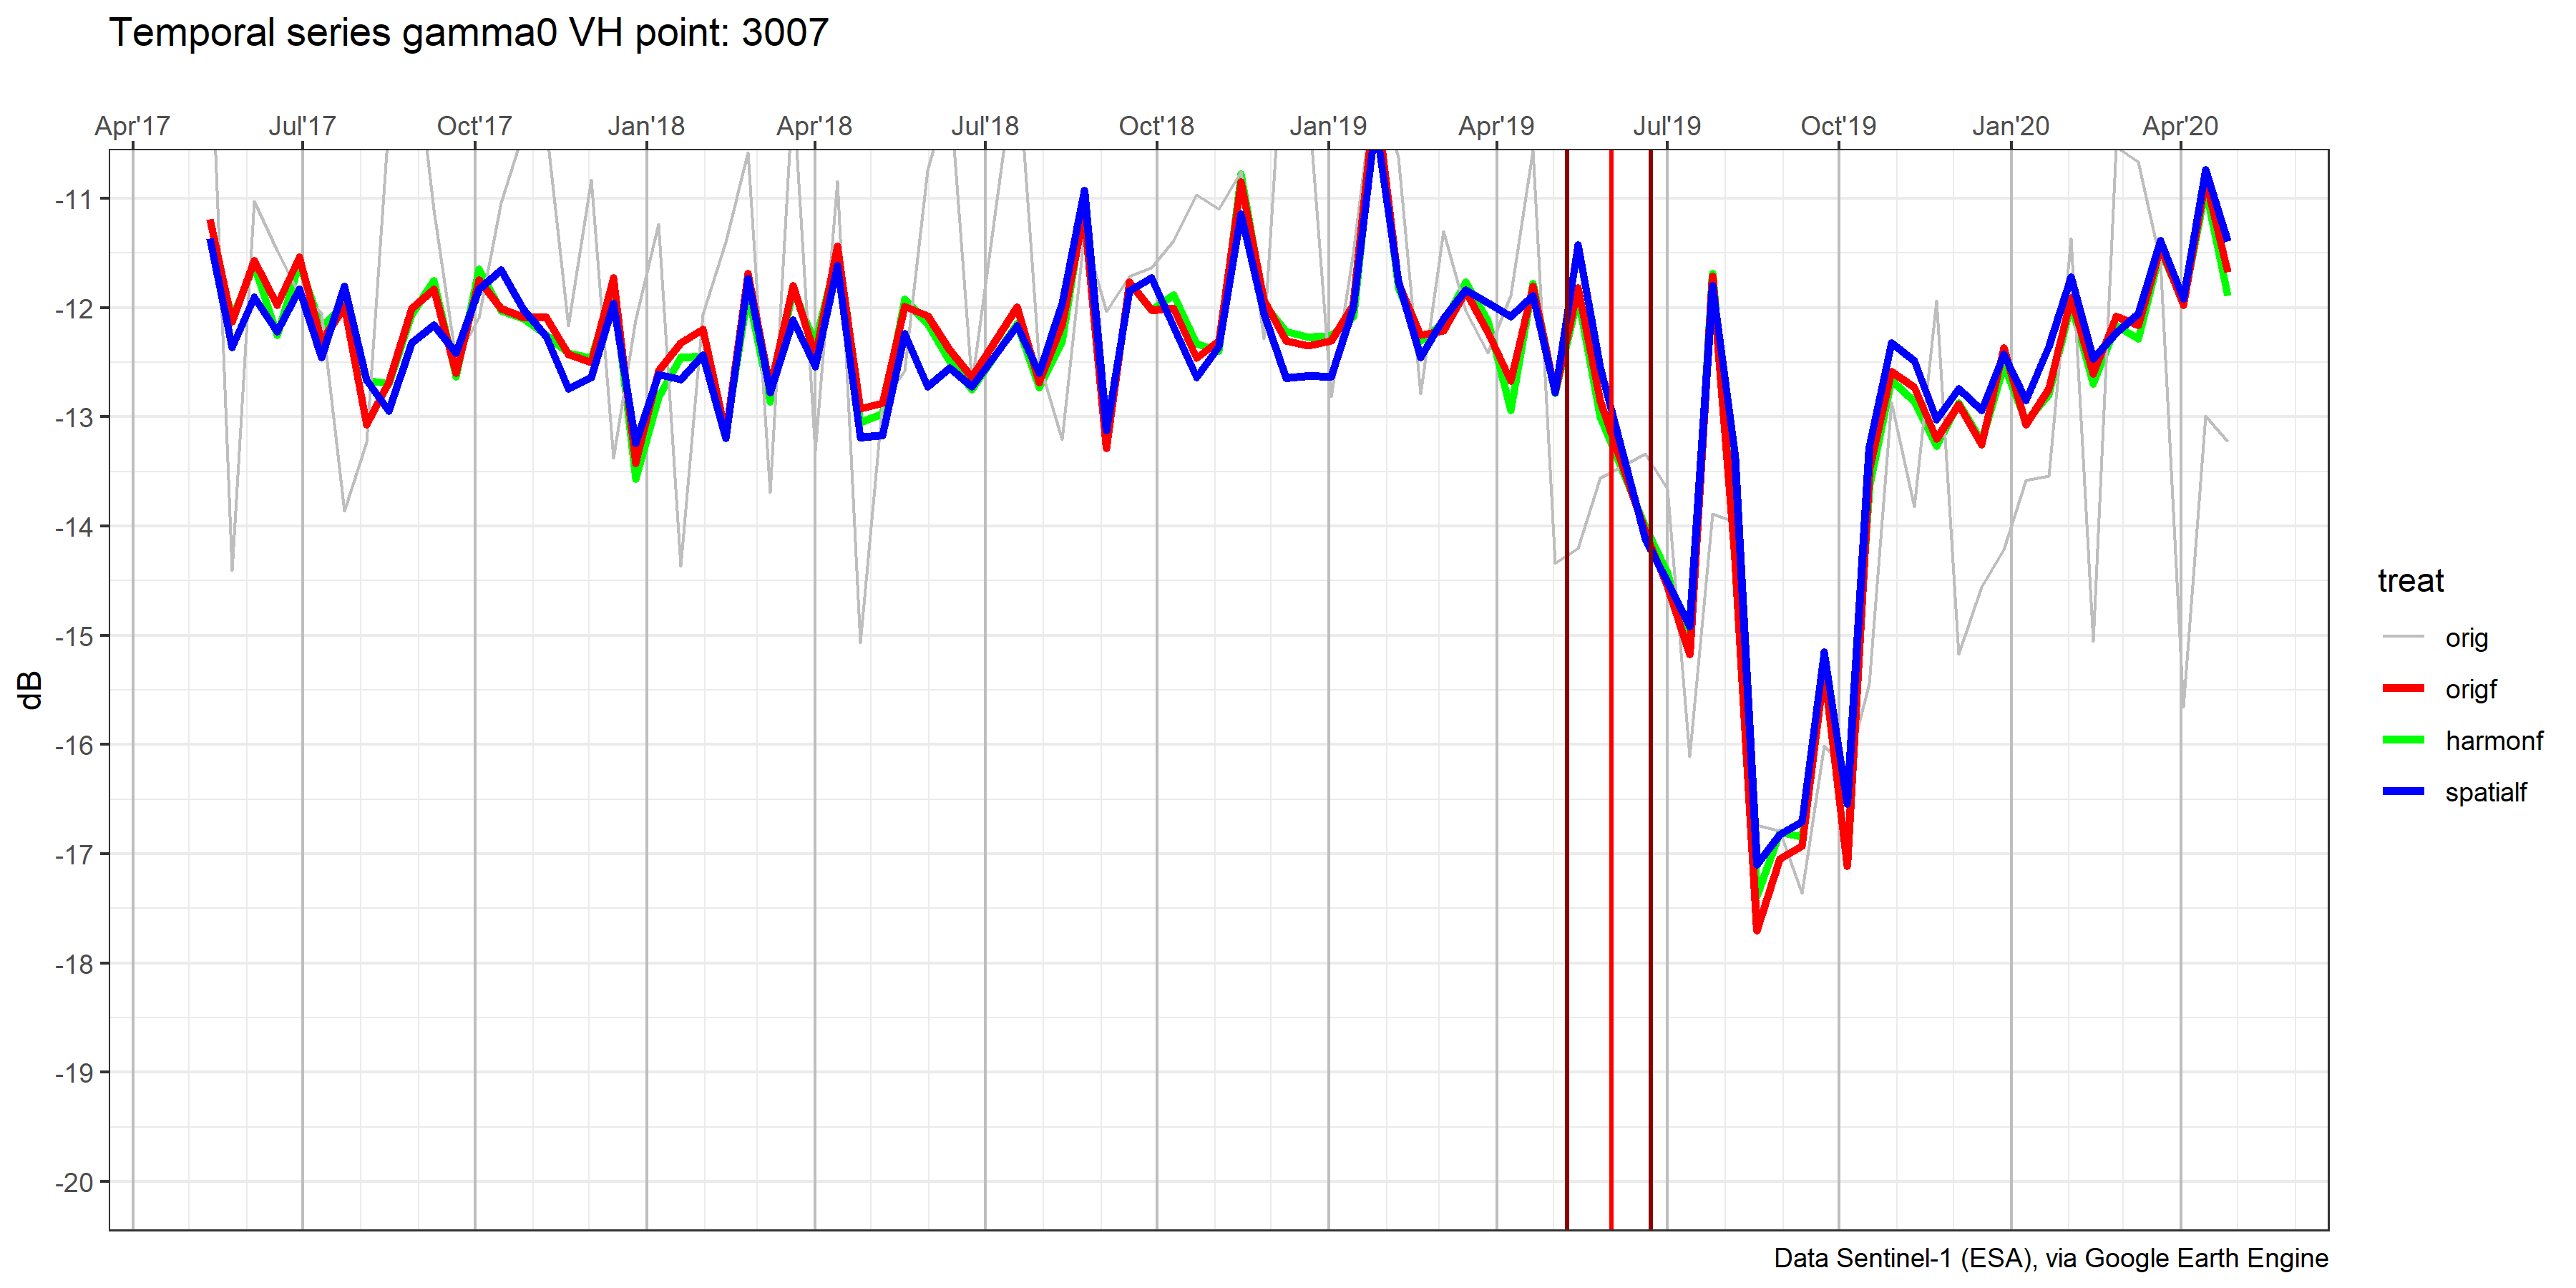 Temporal series gamma0 VH point: 3007
Apr'17 Jul'17 Oct'17 Jan'18 Apr'18 Jul'18 Oct'18 Jan'19 Apr'19 Jul'19 Oct'19 Jan'20 Apr'20
-11
-12
-13
-14
-15
-16
-17
-18
-19
-20
dB
treat
orig
origf
harmonf
spatialf
Data Sentinel-1 (ESA), via Google Earth Engine